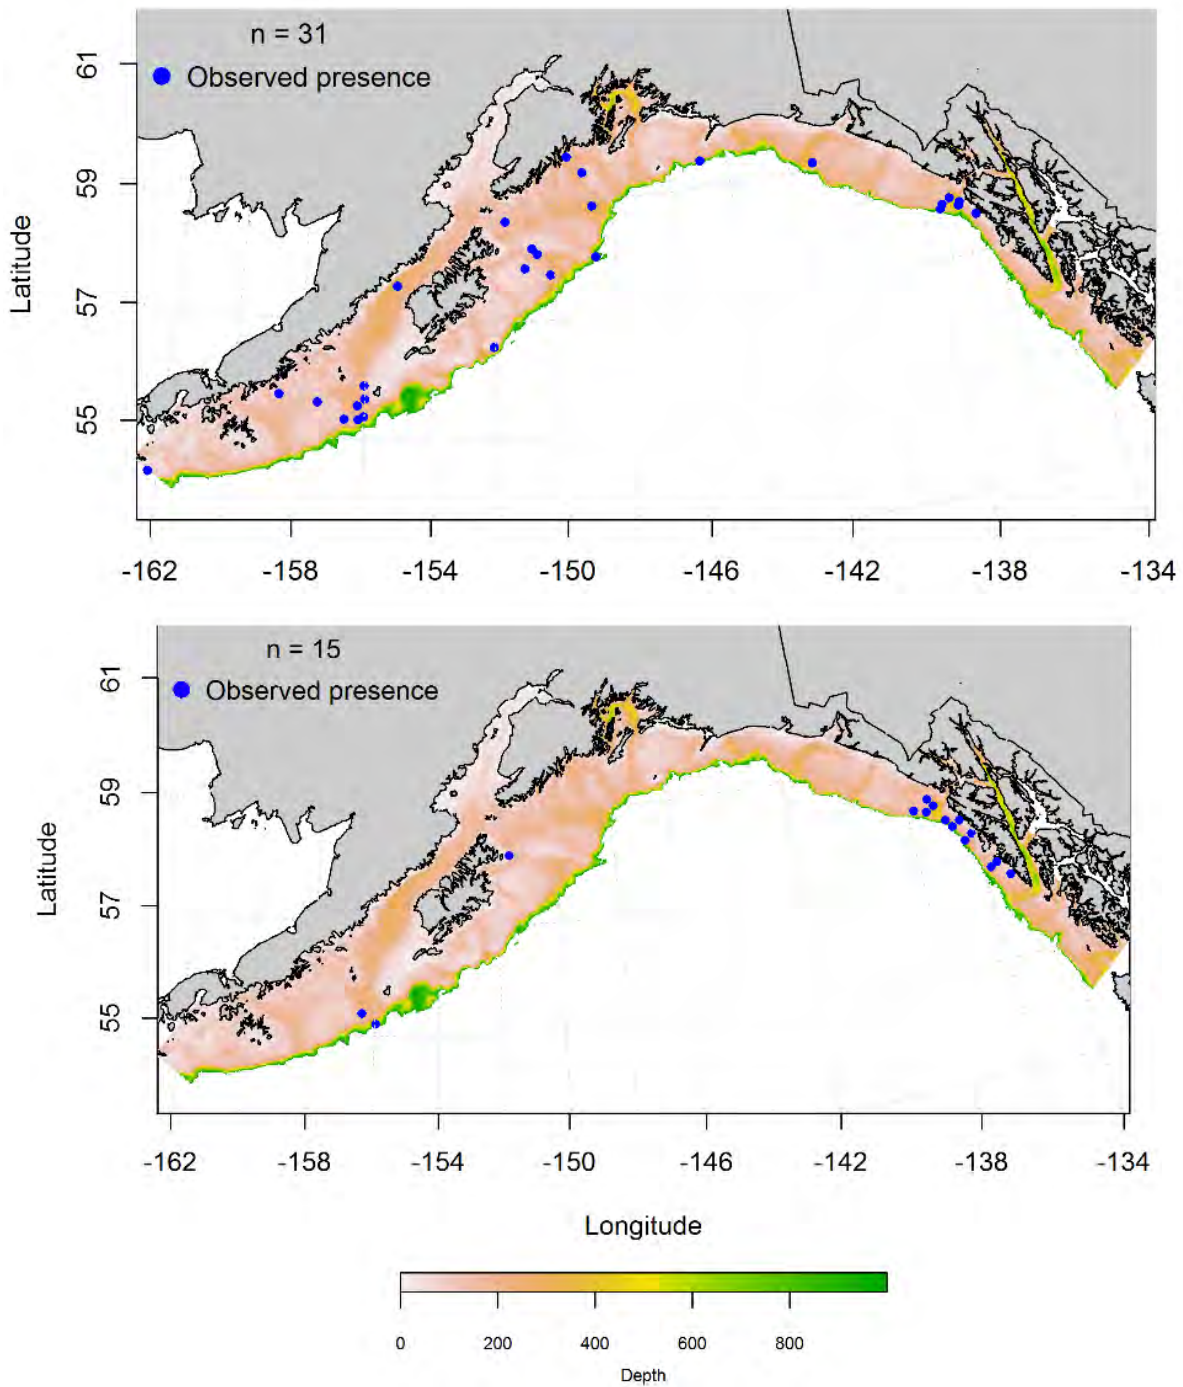 n = 31
Observed presence
61
59
57
55
Latitude
-162 -158 -154 -150 -146 -142 -138 -134
n = 15
Observed presence
61
59
57
55
Latitude
-162 -158 -154 -150 -146 -142 -138 -134
Longitude
0 200 400 600 800
Depth